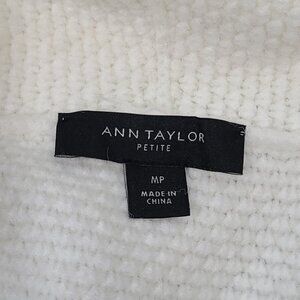 ANN TAYLOR
PETITE
MP
MADE IN
CHINA